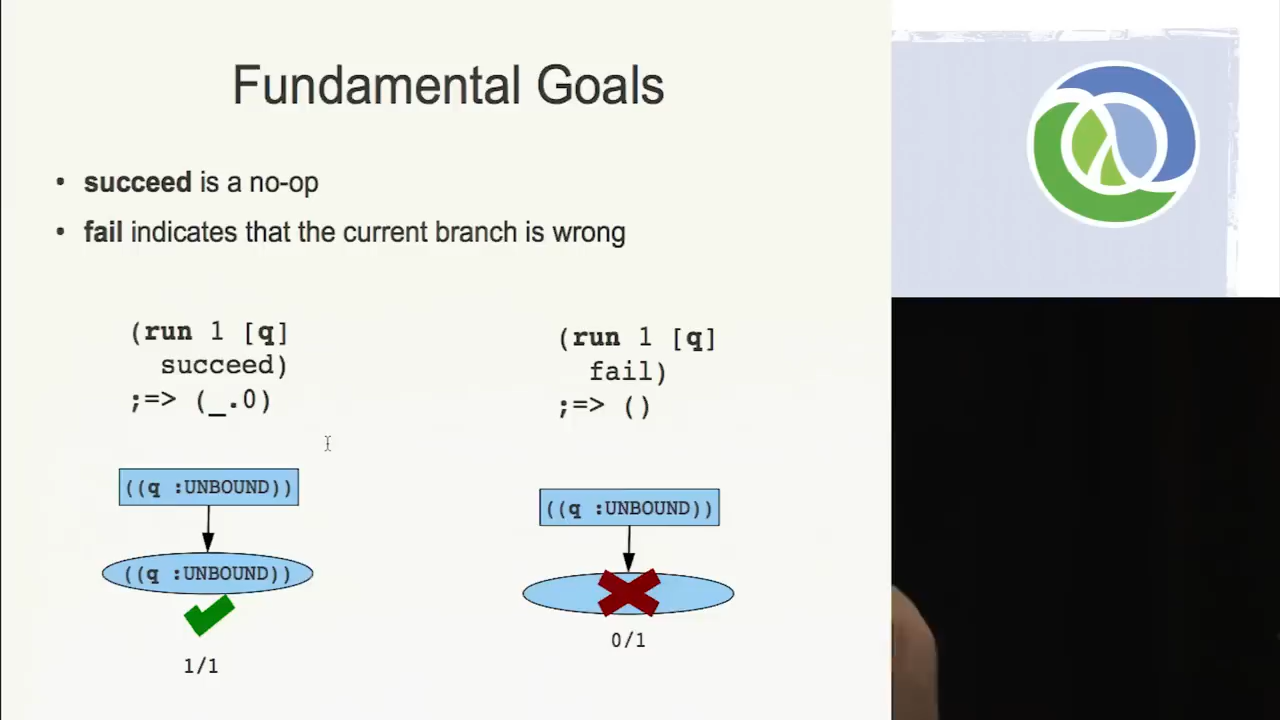 Fundamental Goals
• succeed is a no-op
• fail indicates that the current branch is wrong
(run 1 [q]
succeed)
;=> (_.0)
((q :UNBOUND))
((q :UNBOUND))
1/1
(run 1 [q]
fail)
;=> ()
((q :UNBOUND))
0/1